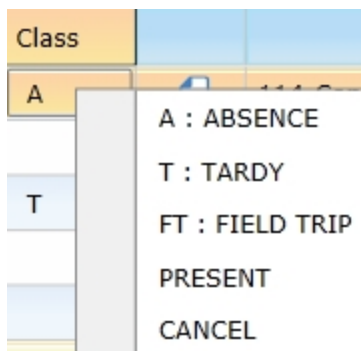 Class
A
A : ABSENCE
T : TARDY
T
FT : FIELD TRIP
PRESENT
CANCEL